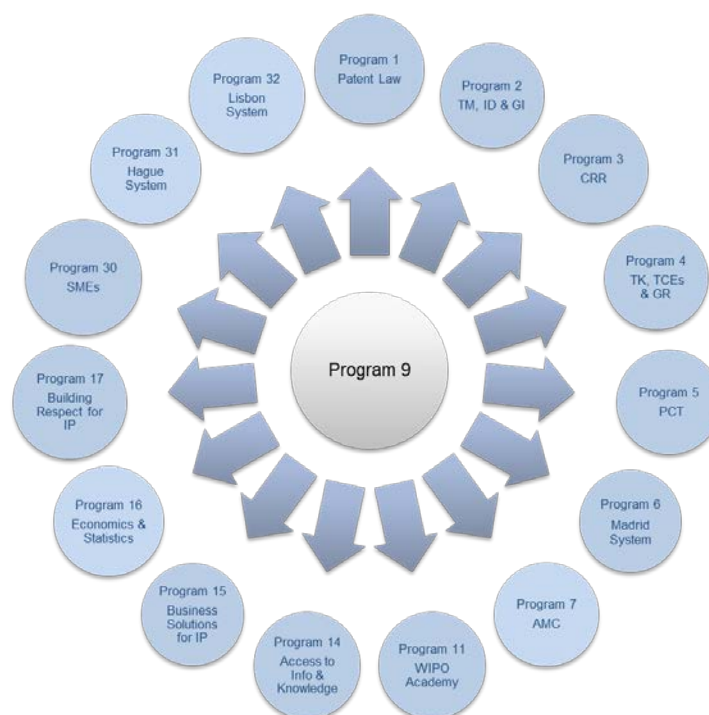 Program 1
Patent Law
Program 2
TM, ID & GI
Program 3
CRR
Program 4
TK, TCEs
& GR
Program 5
PCT
Program 6
Madrid
System
Program 7
AMC
Program 11
WIPO
Academy
Program 14
Access to
Info &
Knowledge
Program 15
Business
Solutions
for IP
Program 16
Economics &
Statistics
Program 17
Building
Respect for
IP
Program 30
SMEs
Program 31
Hague
System
Program 32
Lisbon
System
Program 9